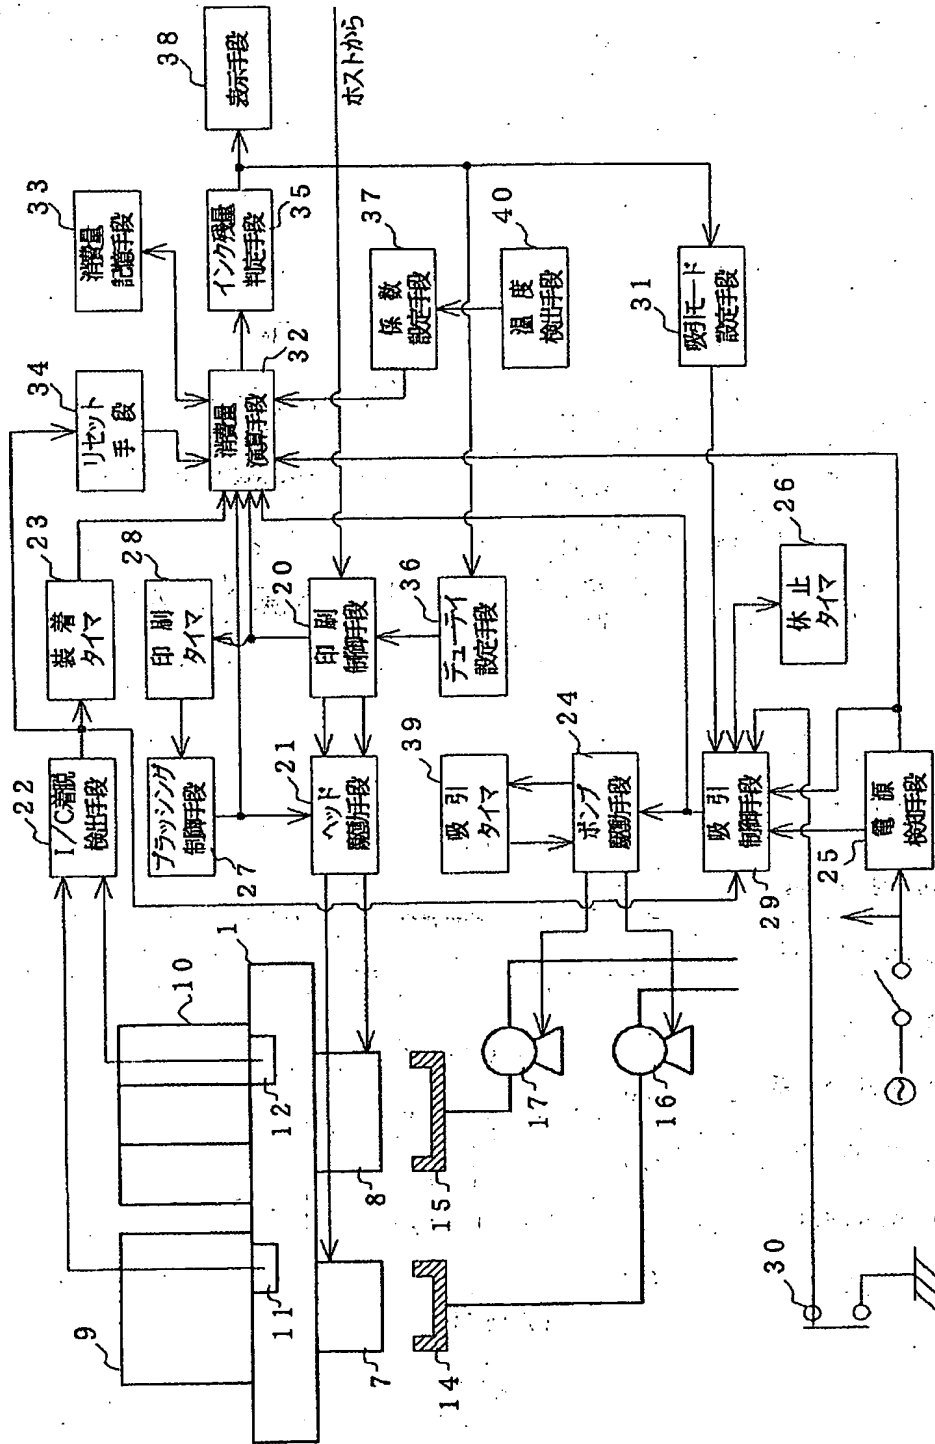 9
10
22
I/C着脱
検出手段
23
装着
タイマ
34
リセット
手段
33
消費量
記憶手段
11
12
1
プラッシング
制御手段
27
28
印刷
タイマ
32
消費量
演算手段
インク残量
判定手段
35
38
表示手段
7
8
21
ヘッド
駆動手段
20
印刷
制御手段
ホストから
14
15
39
吸引
タイマ
36
デューテイ
設定手段
係数
設定手段
37
17
ポンプ
駆動手段
24
温度
検出手段
40
16
吸引
制御手段
29
31
吸引モード
設定手段
30
25
休止
タイマ
26
電源
検知手段